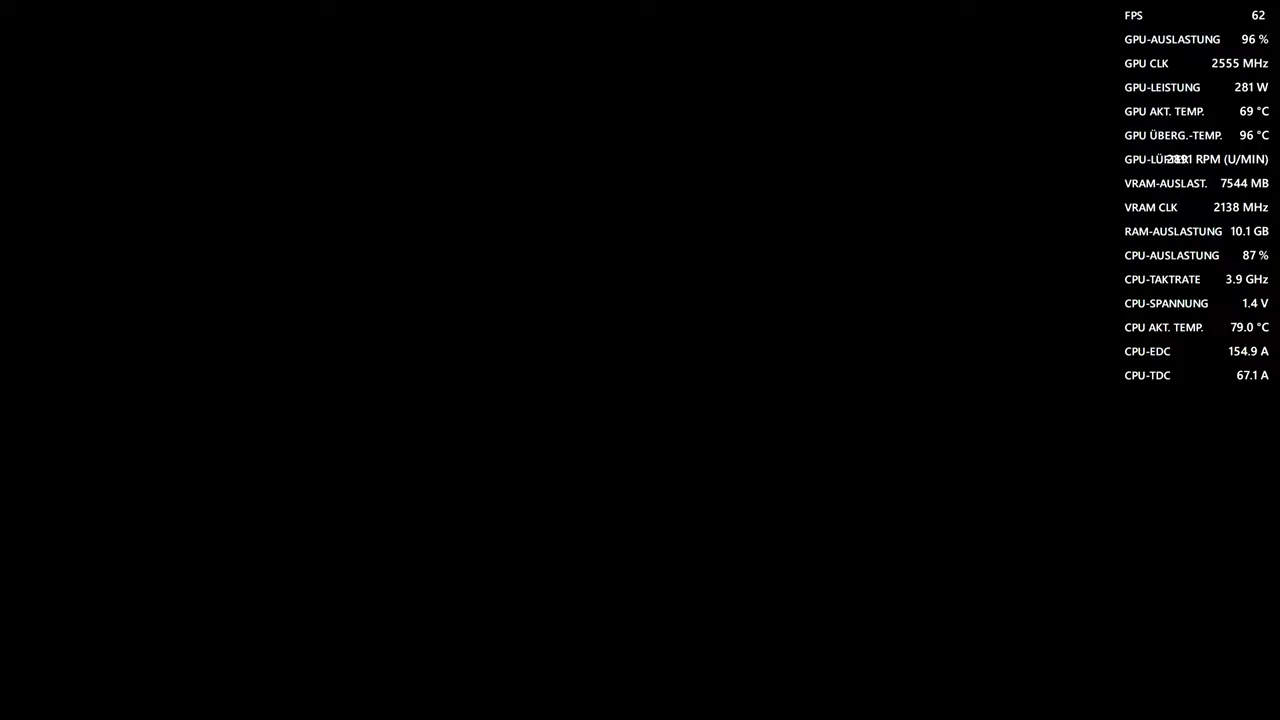 FPS 62
GPU-AUSLASTUNG 96 %
GPU CLK 2555 MHz
GPU-LEISTUNG 281 W
GPU AKT. TEMP. 69 °C
GPU ÜBERG.-TEMP. 96 °C
RPM (U/MIN)
VRAM-AUSLAST. 7544 MB
VRAM CLK 2138 MHz
RAM-AUSLASTUNG 10.1 GB
CPU-AUSLASTUNG 87 %
CPU-TAKTRATE 3.9 GHz
CPU-SPANNUNG 1.4 V
CPU AKT. TEMP. 79.0 °C
CPU-EDC 154.9 A
CPU-TDC 67.1 A